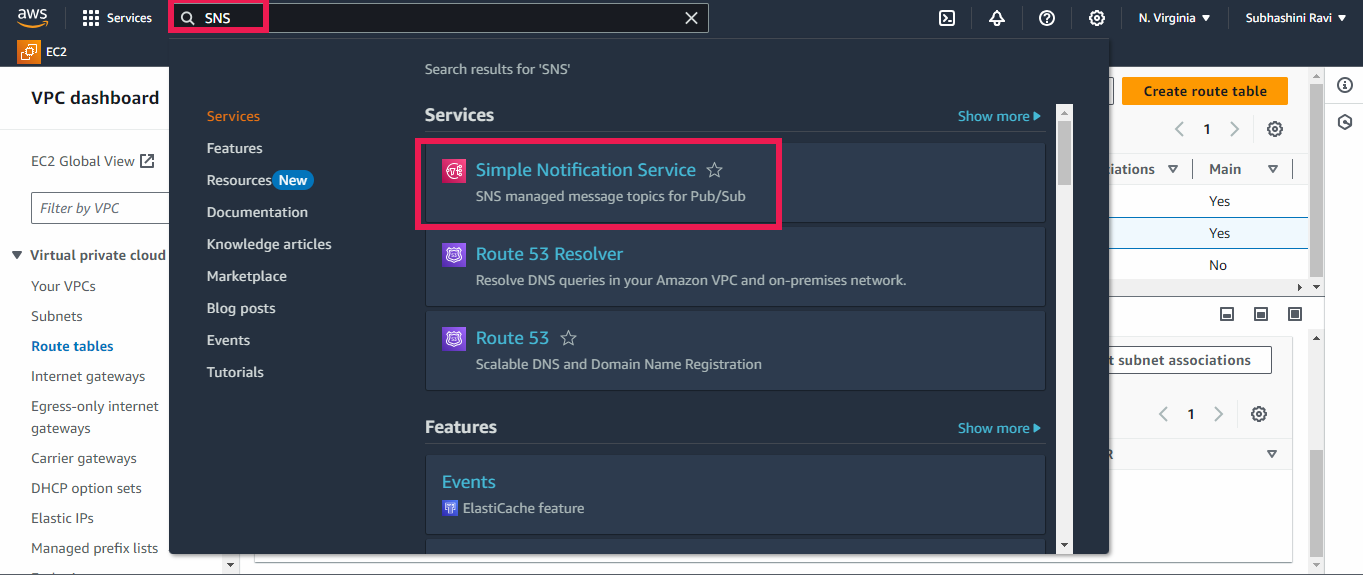 aws
Services
SNS
N. Virginia
Subhashini Ravi
EC2
VPC dashboard
EC2 Global View
Filter by VPC
Virtual private cloud
Your VPCs
Subnets
Route tables
Internet gateways
Egress-only internet
gateways
Carrier gateways
DHCP option sets
Elastic IPs
Managed prefix lists
Services
Features
Resources New
Documentation
Knowledge articles
Marketplace
Blog posts
Events
Tutorials
Search results for 'SNS'
Services
Show more
Simple Notification Service
SNS managed message topics for Pub/Sub
Route 53 Resolver
Resolve DNS queries in your Amazon VPC and on-premises network.
Route 53
Scalable DNS and Domain Name Registration
Features
Show more
Events
ElastiCache feature
Create route table
1
iations
Main
Yes
Yes
No
t subnet associations
1
R